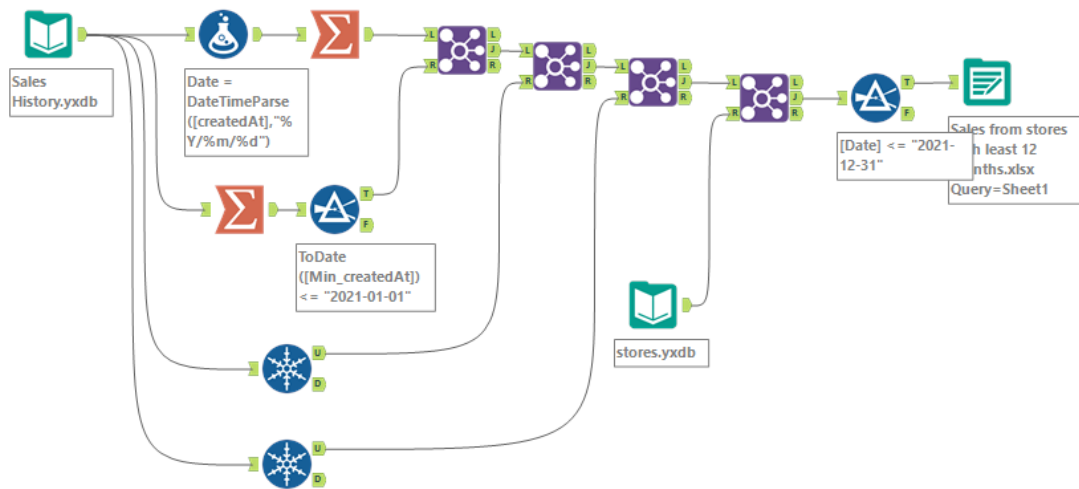 L
L
J
R
R
L
L
J
R
R
L
L
J
R
R
L
L
J
R
R
T
F
Sales
History.yxdb
Date =
DateTimeParse
([createdAt],"%
Y/%m/%d")
[Date] <= "2021-
12-31"
Sales from stores
h least 12
nths.xlsx
Query=Sheet1
T
F
ToDate
([Min_createdAt])
<= "2021-01-01"
stores.yxdb
U
D
U
D